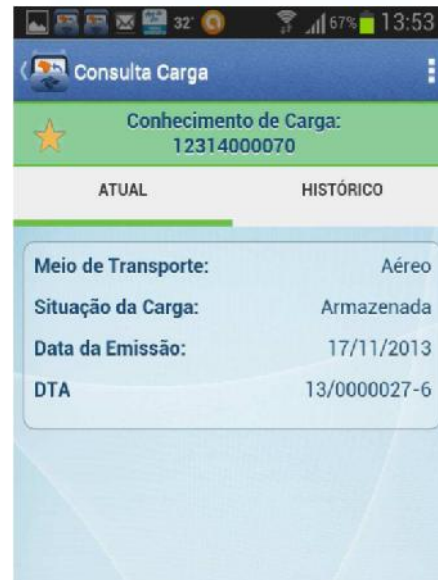 32° 67% 13:53
Consulta Carga
Conhecimento de Carga:
12314000070
ATUAL HISTÓRICO
Meio de Transporte: Aéreo
Situação da Carga: Armazenada
Data da Emissão: 17/11/2013
DTA 13/0000027-6